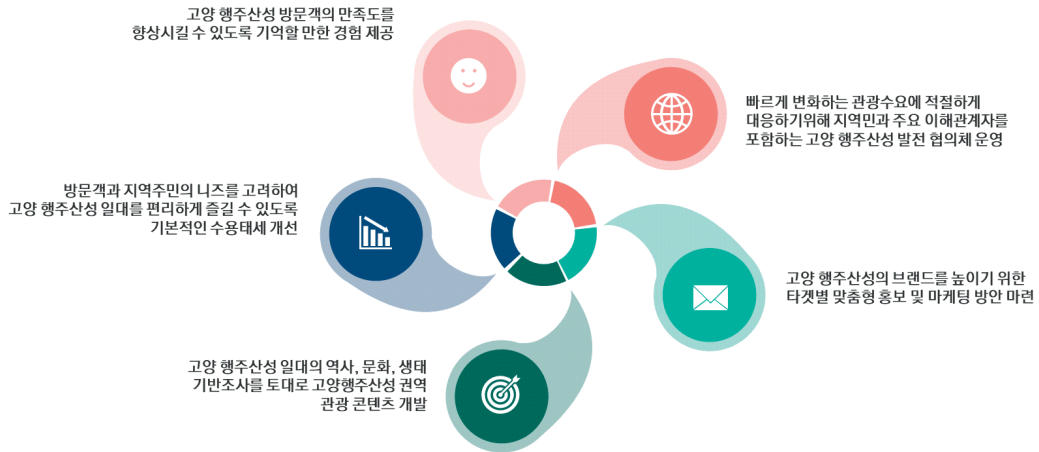 고양 행주산성 방문객의 만족도를
향상시킬 수 있도록 기억할 만한 경험 제공
빠르게 변화하는 관광수요에 적절하게
대응하기위해 지역민과 주요 이해관계자를
포함하는 고양 행주산성 발전 협의체 운영
방문객과 지역주민의 니즈를 고려하여
고양 행주산성 일대를 편리하게 즐길 수 있도록
기본적인 수용태세 개선
고양 행주산성의 브랜드를 높이기 위한
타겟별 맞춤형 홍보 및 마케팅 방안 마련
고양 행주산성 일대의 역사, 문화, 생태
기반조사를 토대로 고양행주산성 권역
관광 콘텐츠 개발